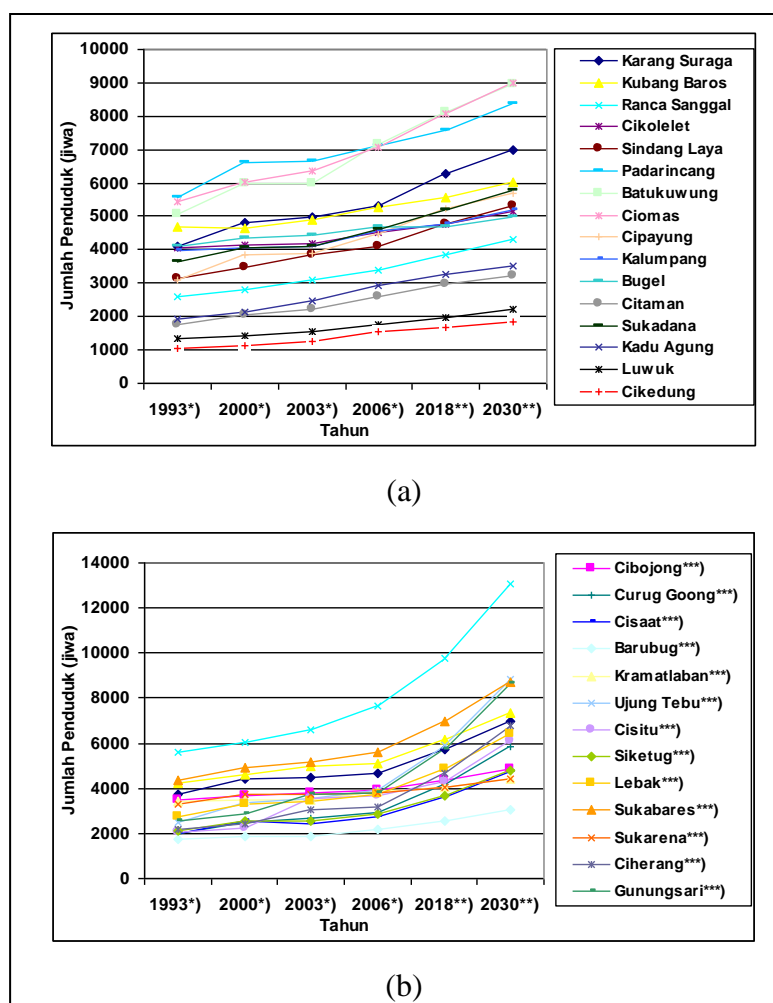 10000
9000
8000
7000
6000
5000
4000
3000
2000
1000
0
Jumlah Penduduk (jiwa)
1993*) 2000*) 2003*) 2006*) 2018**) 2030**)
Tahun
Karang Suraga
Kubang Baros
Ranca Sanggal
Cikolelet
Sindang Laya
Padarincang
Batukuwung
Ciomas
Cipayung
Kalumpang
Bugel
Citaman
Sukadana
Kadu Agung
Luwuk
Cikedung
(a)
14000
12000
10000
8000
6000
4000
2000
0
Jumlah Penduduk (jiwa)
1993*) 2000*) 2003*) 2006*) 2018**) 2030**)
Tahun
Cibojong***)
Curug Goong***)
Cisaat***)
Barubug***)
Kramatlaban***)
Ujung Tebu***)
Cisitu***)
Siketug***)
Lebak***)
Sukabares***)
Sukarena***)
Ciherang***)
Gunungsari***)
(b)